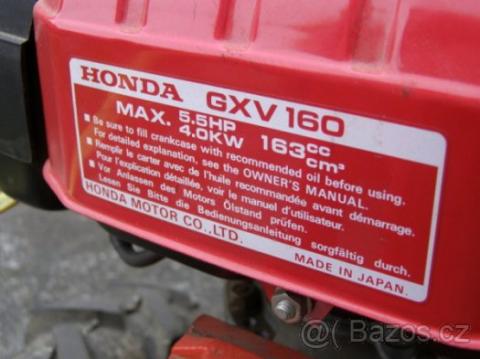 HONDA GXV 160
MAX. 5.5HP 163cc
4.0KW cm³
● Be sure to fill crankcase with recommended oil before using.
For detailed explanation, see the OWNER'S MANUAL.
● Remplir le carter avec de l'huile recommandée avant démarrage.
Pour l'explication détaillée, voir le manuel d'utilisateur.
● Vor Anlassen des Motors Ölstand prüfen.
Lesen Sie Bitte die Bedienungsanleitung sorgfältig durch.
HONDA MOTOR CO., LTD.
MADE IN JAPAN.
Bazos.cz